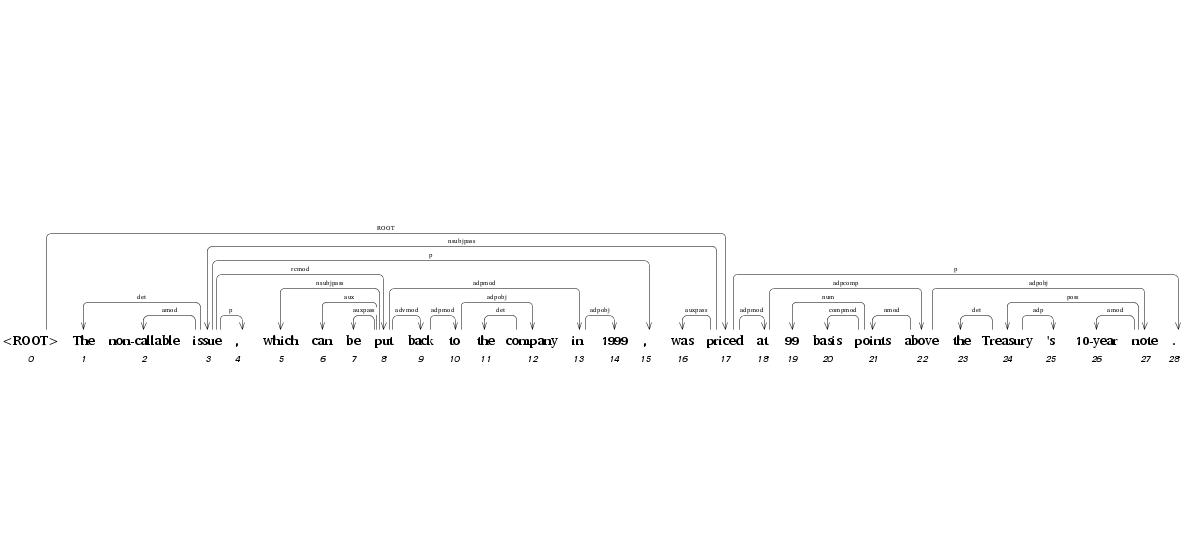 ROOT
nsubjpass
p
rcmod p
nsubjpass adpmod adpcomp adpobj
det aux adpobj num poss
amod p auxpass advmod adpmod det adpobj auxpass adpmod compmod nmod det adp amod
<ROOT> The non-callable issue , which can be put back to the company in 1999 , was priced at 99 basis points above the Treasury 's 10-year note .
0 1 2 3 4 5 6 7 8 9 10 11 12 13 14 15 16 17 18 19 20 21 22 23 24 25 26 27 28